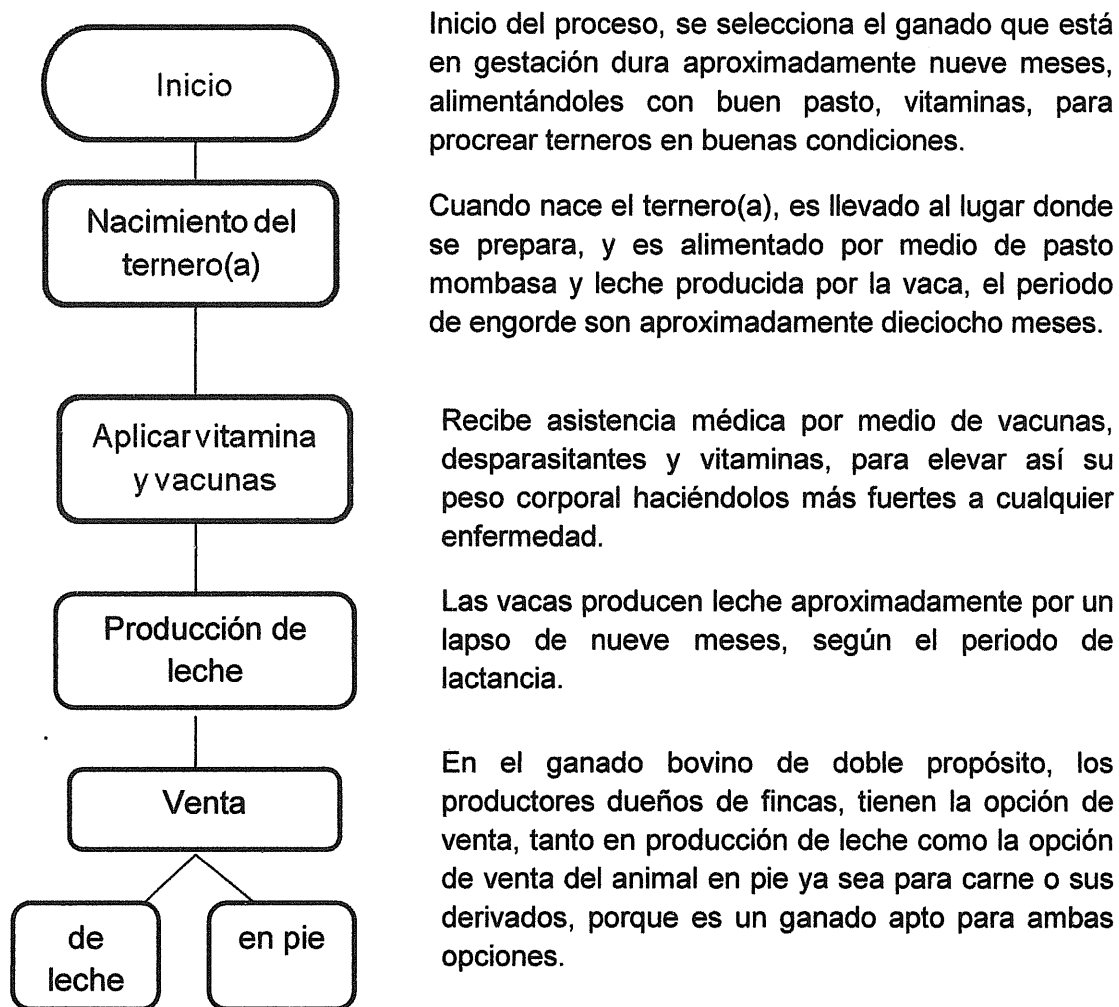 Inicio
Inicio del proceso, se selecciona el ganado que está
en gestación dura aproximadamente nueve meses,
alimentándoles con buen pasto, vitaminas, para
procrear terneros en buenas condiciones.
Nacimiento del
ternero(a)
Cuando nace el ternero(a), es llevado al lugar donde
se prepara, y es alimentado por medio de pasto
mombasa y leche producida por la vaca, el periodo
de engorde son aproximadamente dieciocho meses.
Aplicar vitamina
y vacunas
Recibe asistencia médica por medio de vacunas,
desparasitantes y vitaminas, para elevar así su
peso corporal haciéndolos más fuertes a cualquier
enfermedad.
Producción de
leche
Las vacas producen leche aproximadamente por un
lapso de nueve meses, según el periodo de
lactancia.
Venta
En el ganado bovino de doble propósito, los
productores dueños de fincas, tienen la opción de
venta, tanto en producción de leche como la opción
de venta del animal en pie ya sea para carne o sus
derivados, porque es un ganado apto para ambas
opciones.
de
leche
en pie